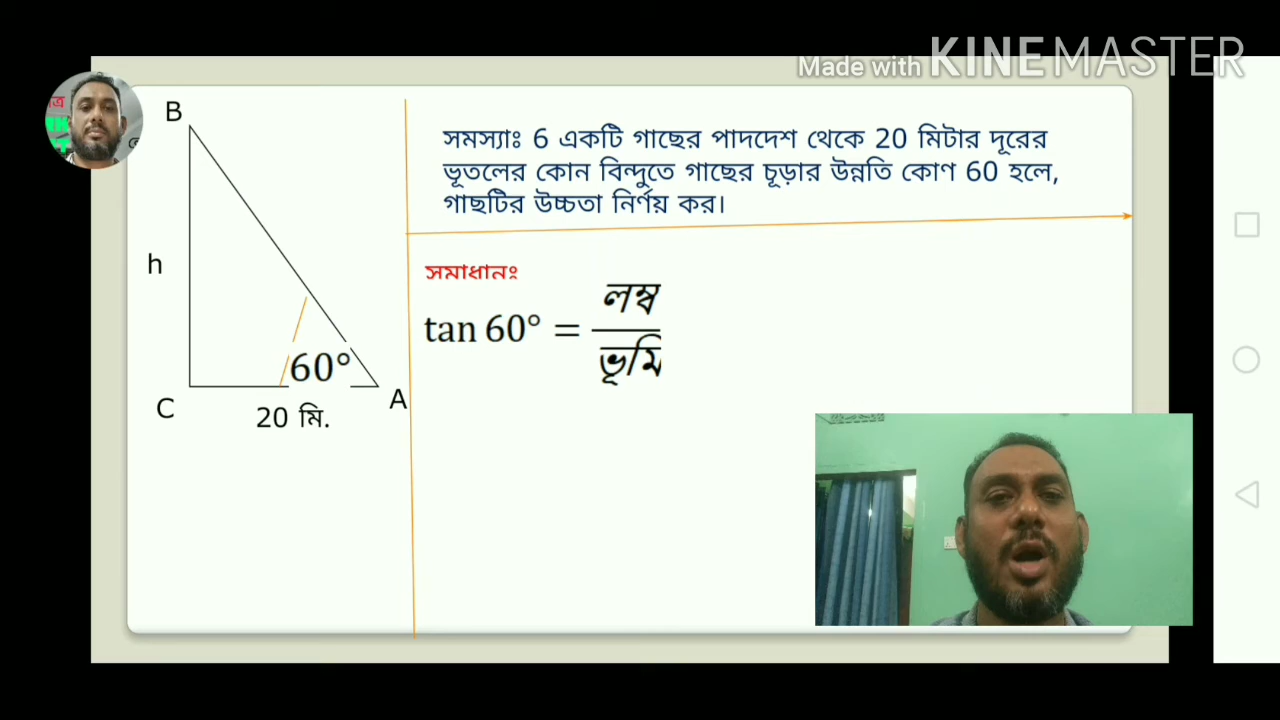 Made with KINEMASTER
B
সমস্যাঃ 6 একটি গাছের পাদদেশ থেকে 20 মিটার দূরের
ভূতলের কোন বিন্দুতে গাছের চূড়ার উন্নতি কোণ 60 হলে,
গাছটির উচ্চতা নির্ণয় কর।
h
সমাধানঃ
tan 60° = লম্ব
ভূমি
60°
C
A
20 মি.